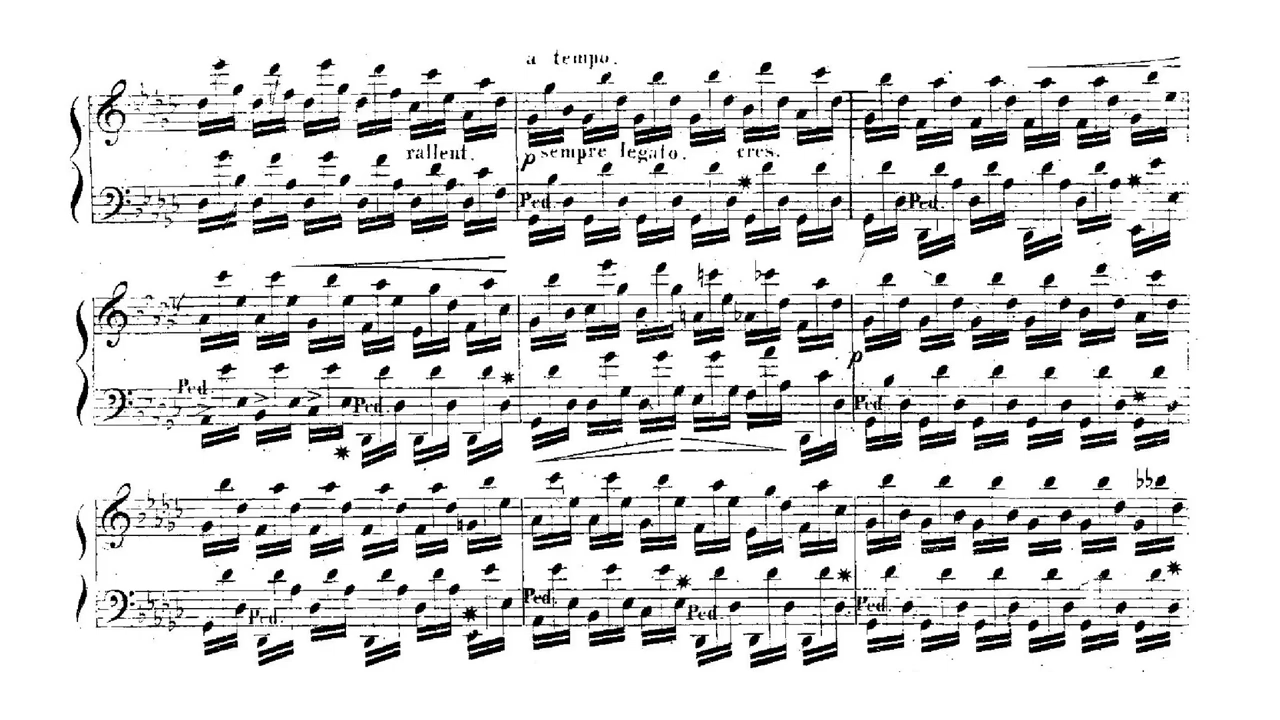 a tempo.
rallent. p sempre legato. cres.
Ped. Ped.
Ped. Ped. p Ped.
Ped. Ped. Ped. Ped.